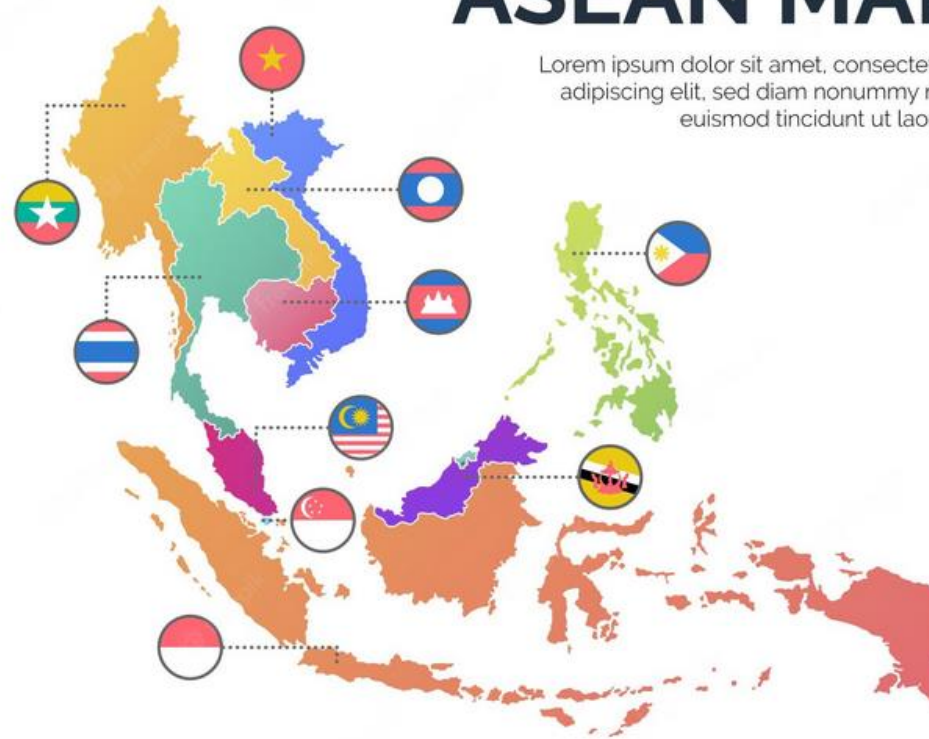 ASEAN MA
Lorem ipsum dolor sit amet, consecte
adipiscing elit, sed diam nonummy
euismod tincidunt ut lao